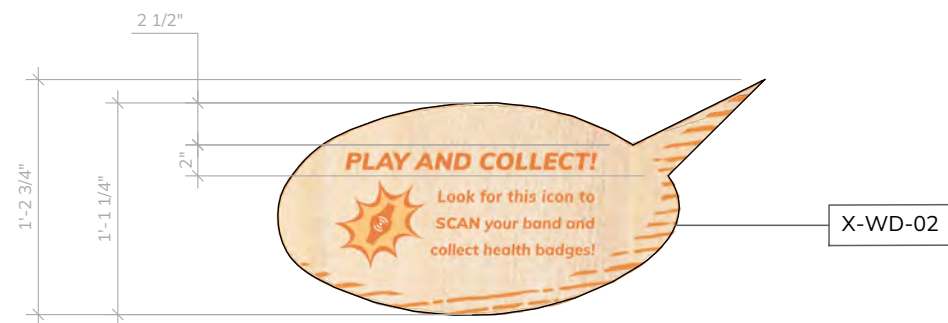 2 1/2"
1'-2 3/4"
1'-1 1/4"
2"
PLAY AND COLLECT!
Look for this icon to
SCAN your band and
collect health badges!
X-WD-02